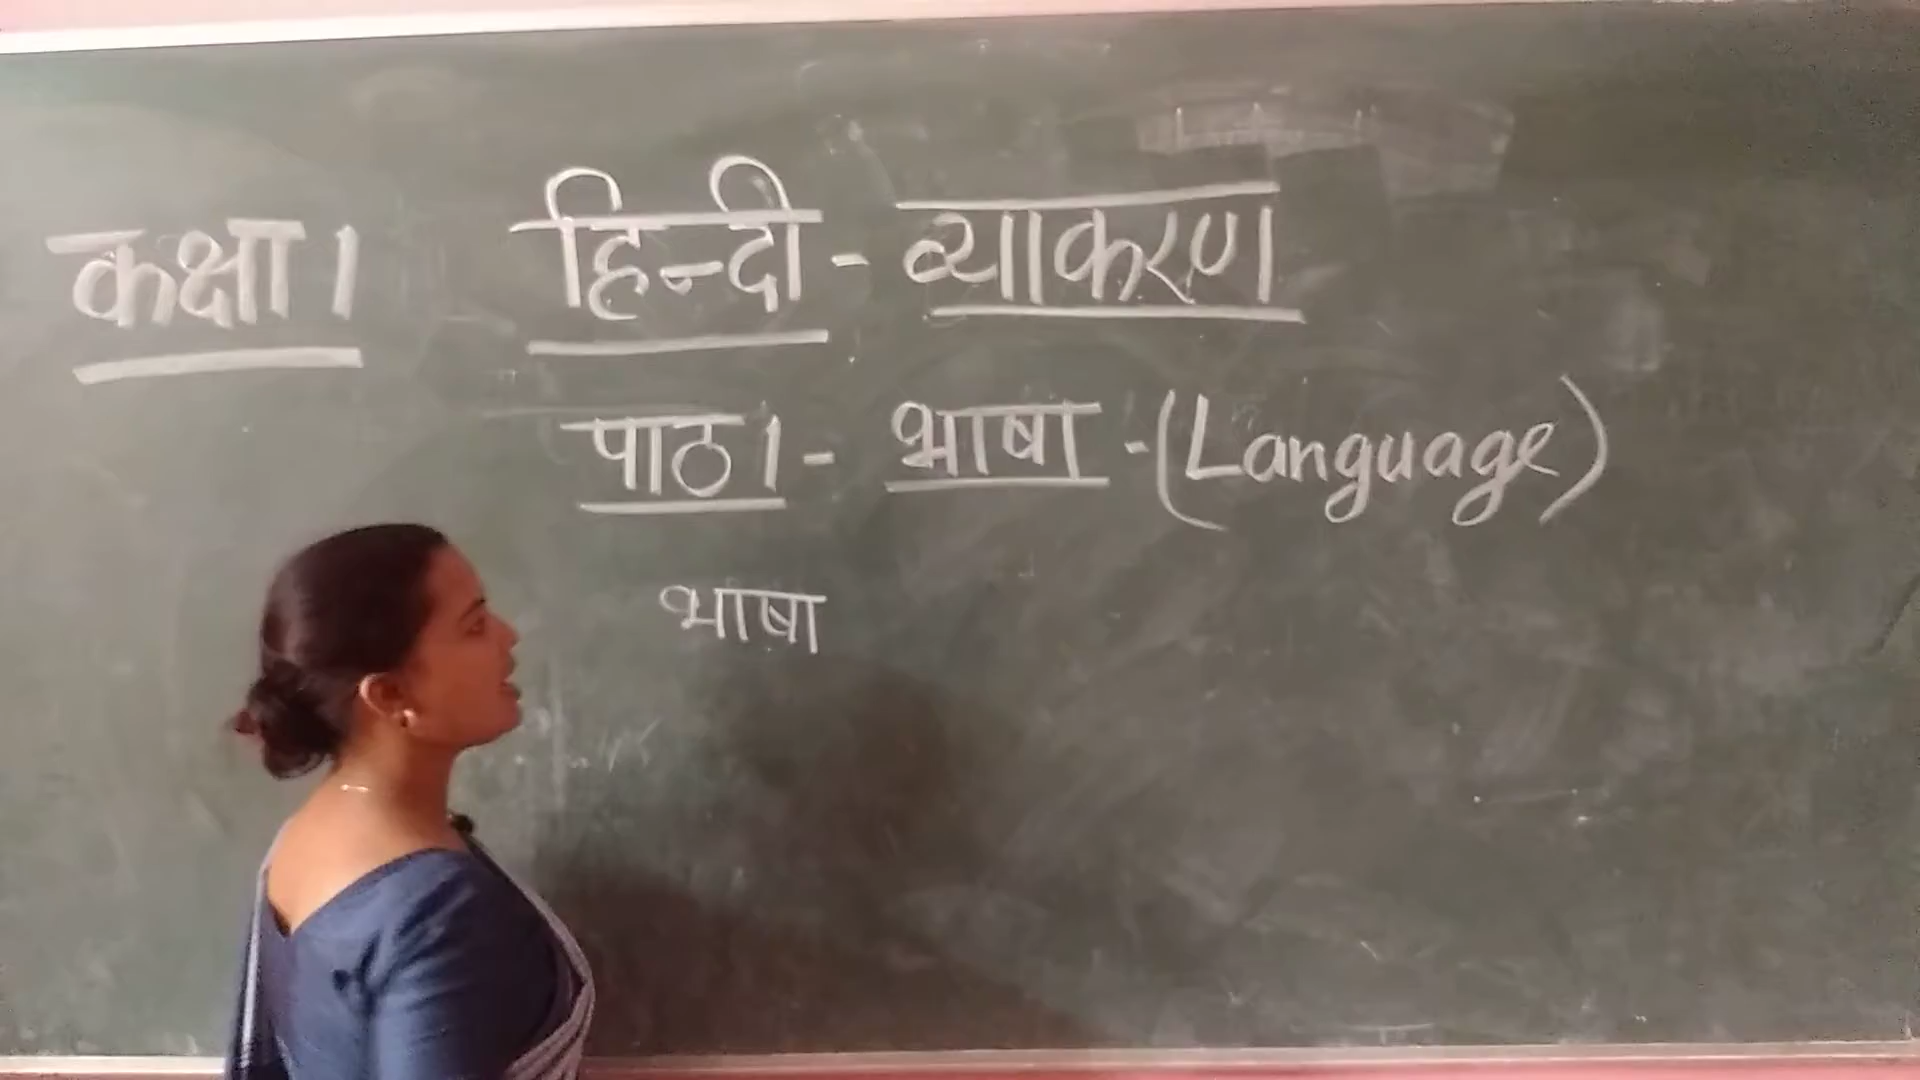 कक्षा 1 हिन्दी - व्याकरण
पाठ 1 - भाषा - (Language)
भाषा